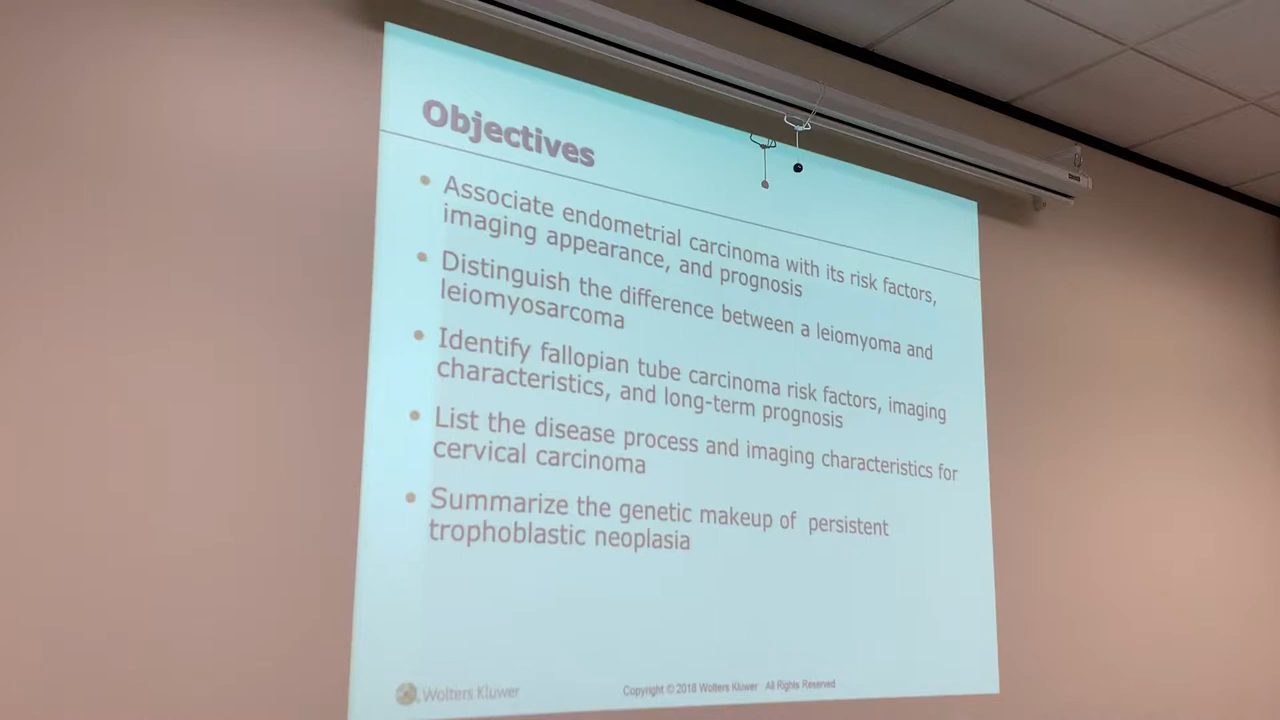 Objectives
• Associate endometrial carcinoma with its risk factors,
imaging appearance, and prognosis
• Distinguish the difference between a leiomyoma and
leiomyosarcoma
• Identify fallopian tube carcinoma risk factors, imaging
characteristics, and long-term prognosis
• List the disease process and imaging characteristics for
cervical carcinoma
• Summarize the genetic makeup of persistent
trophoblastic neoplasia
Wolters Kluwer
Copyright © 2018 Wolters Kluwer All Rights Reserved